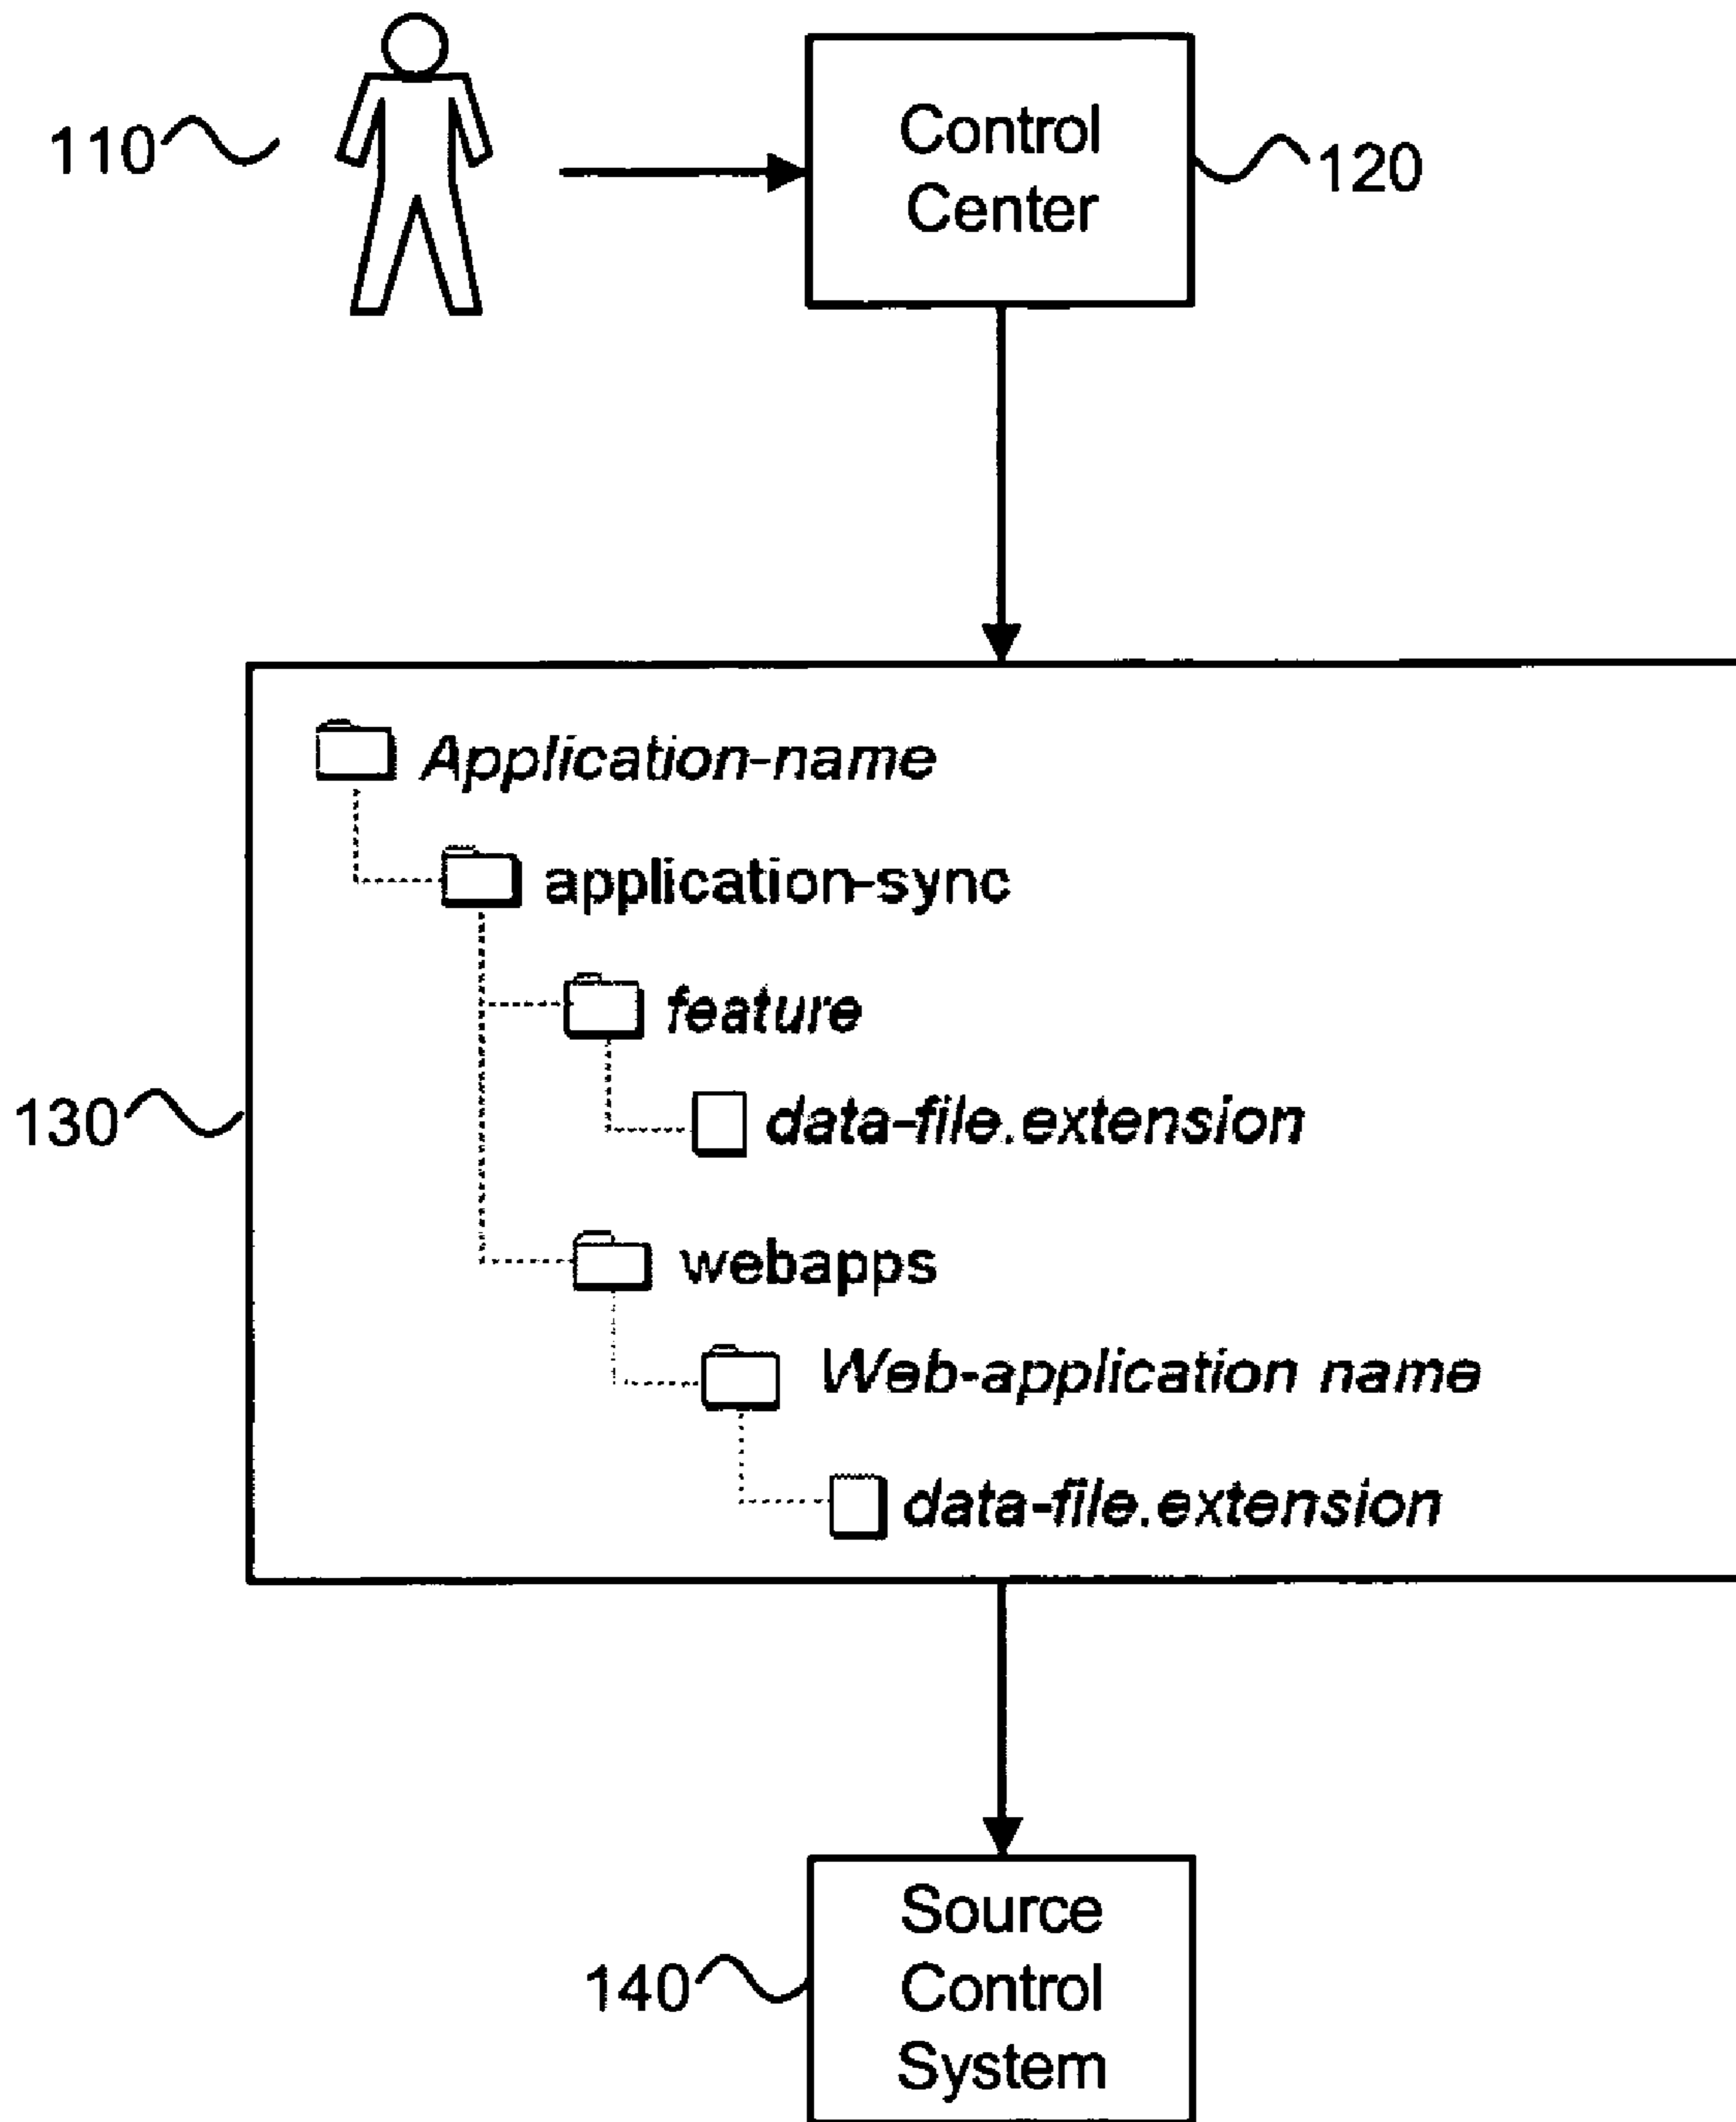 110
Control
Center
120
Application-name
application-sync
feature
130
data-file.extension
webapps
Web-application name
data-file.extension
Source
140
Control
System